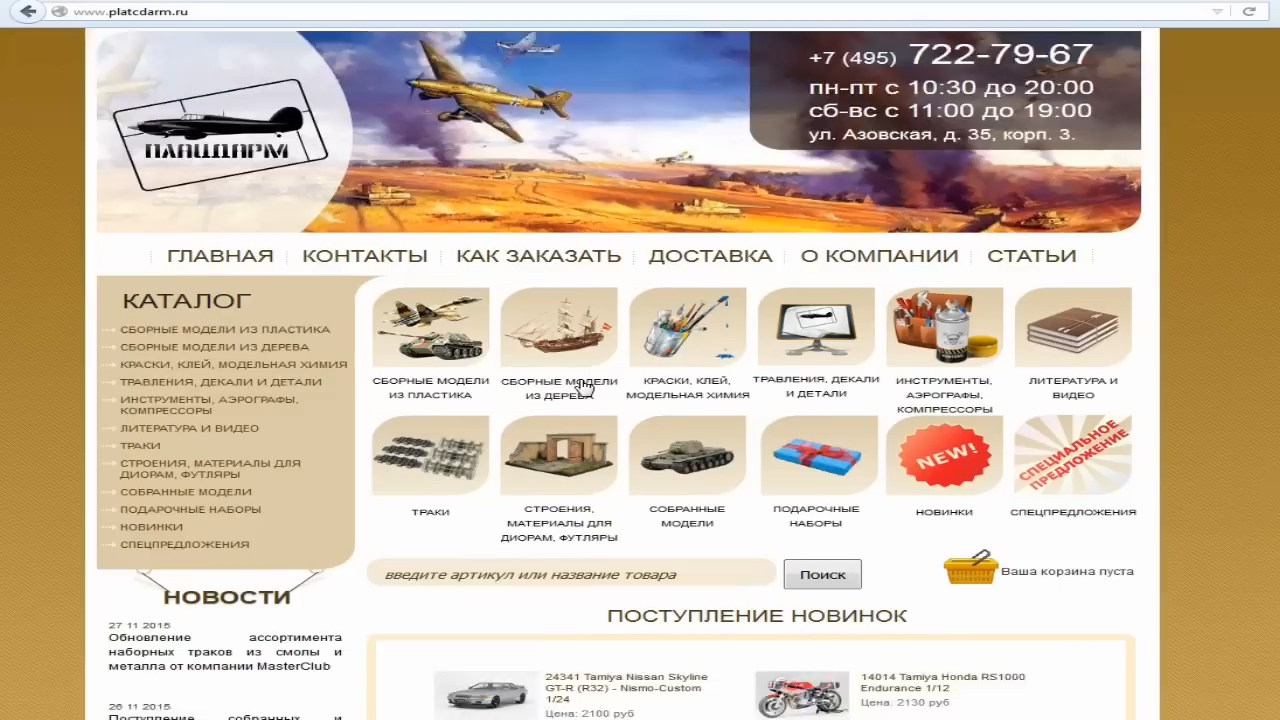 www.platcdarm.ru
+7 (495) 722-79-67
пн-пт с 10:30 до 20:00
сб-вс с 11:00 до 19:00
ул. Азовская, д. 35, корп. 3.
ПЛАЦДАРМ
ГЛАВНАЯ КОНТАКТЫ КАК ЗАКАЗАТЬ ДОСТАВКА О КОМПАНИИ СТАТЬИ
КАТАЛОГ
СБОРНЫЕ МОДЕЛИ ИЗ ПЛАСТИКА
СБОРНЫЕ МОДЕЛИ ИЗ ДЕРЕВА
КРАСКИ, КЛЕЙ, МОДЕЛЬНАЯ ХИМИЯ
ТРАВЛЕНИЯ, ДЕКАЛИ И ДЕТАЛИ
ИНСТРУМЕНТЫ, АЭРОГРАФЫ,
КОМПРЕССОРЫ
ЛИТЕРАТУРА И ВИДЕО
ТРАКИ
СТРОЕНИЯ, МАТЕРИАЛЫ ДЛЯ
ДИОРАМ, ФУТЛЯРЫ
СОБРАННЫЕ МОДЕЛИ
ПОДАРОЧНЫЕ НАБОРЫ
НОВИНКИ
СПЕЦПРЕДЛОЖЕНИЯ
СБОРНЫЕ МОДЕЛИ
ИЗ ПЛАСТИКА
СБОРНЫЕ МОДЕЛИ
ИЗ ДЕРЕВА
КРАСКИ, КЛЕЙ,
МОДЕЛЬНАЯ ХИМИЯ
ТРАВЛЕНИЯ, ДЕКАЛИ
И ДЕТАЛИ
ИНСТРУМЕНТЫ,
АЭРОГРАФЫ,
КОМПРЕССОРЫ
ЛИТЕРАТУРА И
ВИДЕО
ТРАКИ
СТРОЕНИЯ,
МАТЕРИАЛЫ ДЛЯ
ДИОРАМ, ФУТЛЯРЫ
СОБРАННЫЕ
МОДЕЛИ
ПОДАРОЧНЫЕ
НАБОРЫ
NEW!
НОВИНКИ
СПЕЦИАЛЬНОЕ
ПРЕДЛОЖЕНИЕ
СПЕЦПРЕДЛОЖЕНИЯ
введите артикул или название товара
Поиск
Ваша корзина пуста
НОВОСТИ
27 11 2015
Обновление ассортимента
наборных траков из смолы и
металла от компании MasterClub
26 11 2015
Поступление собранных и
ПОСТУПЛЕНИЕ НОВИНОК
24341 Tamiya Nissan Skyline
GT-R (R32) - Nismo-Custom
1/24
Цена: 2100 руб
14014 Tamiya Honda RS1000
Endurance 1/12
Цена: 2130 руб